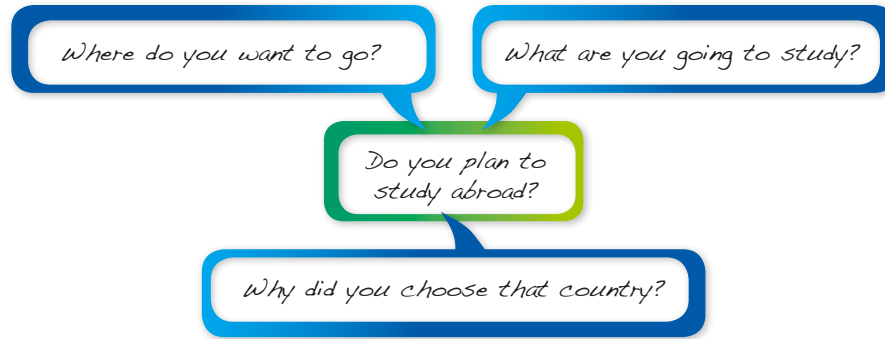 Where do you want to go?
What are you going to study?
Do you plan to
study abroad?
Why did you choose that country?